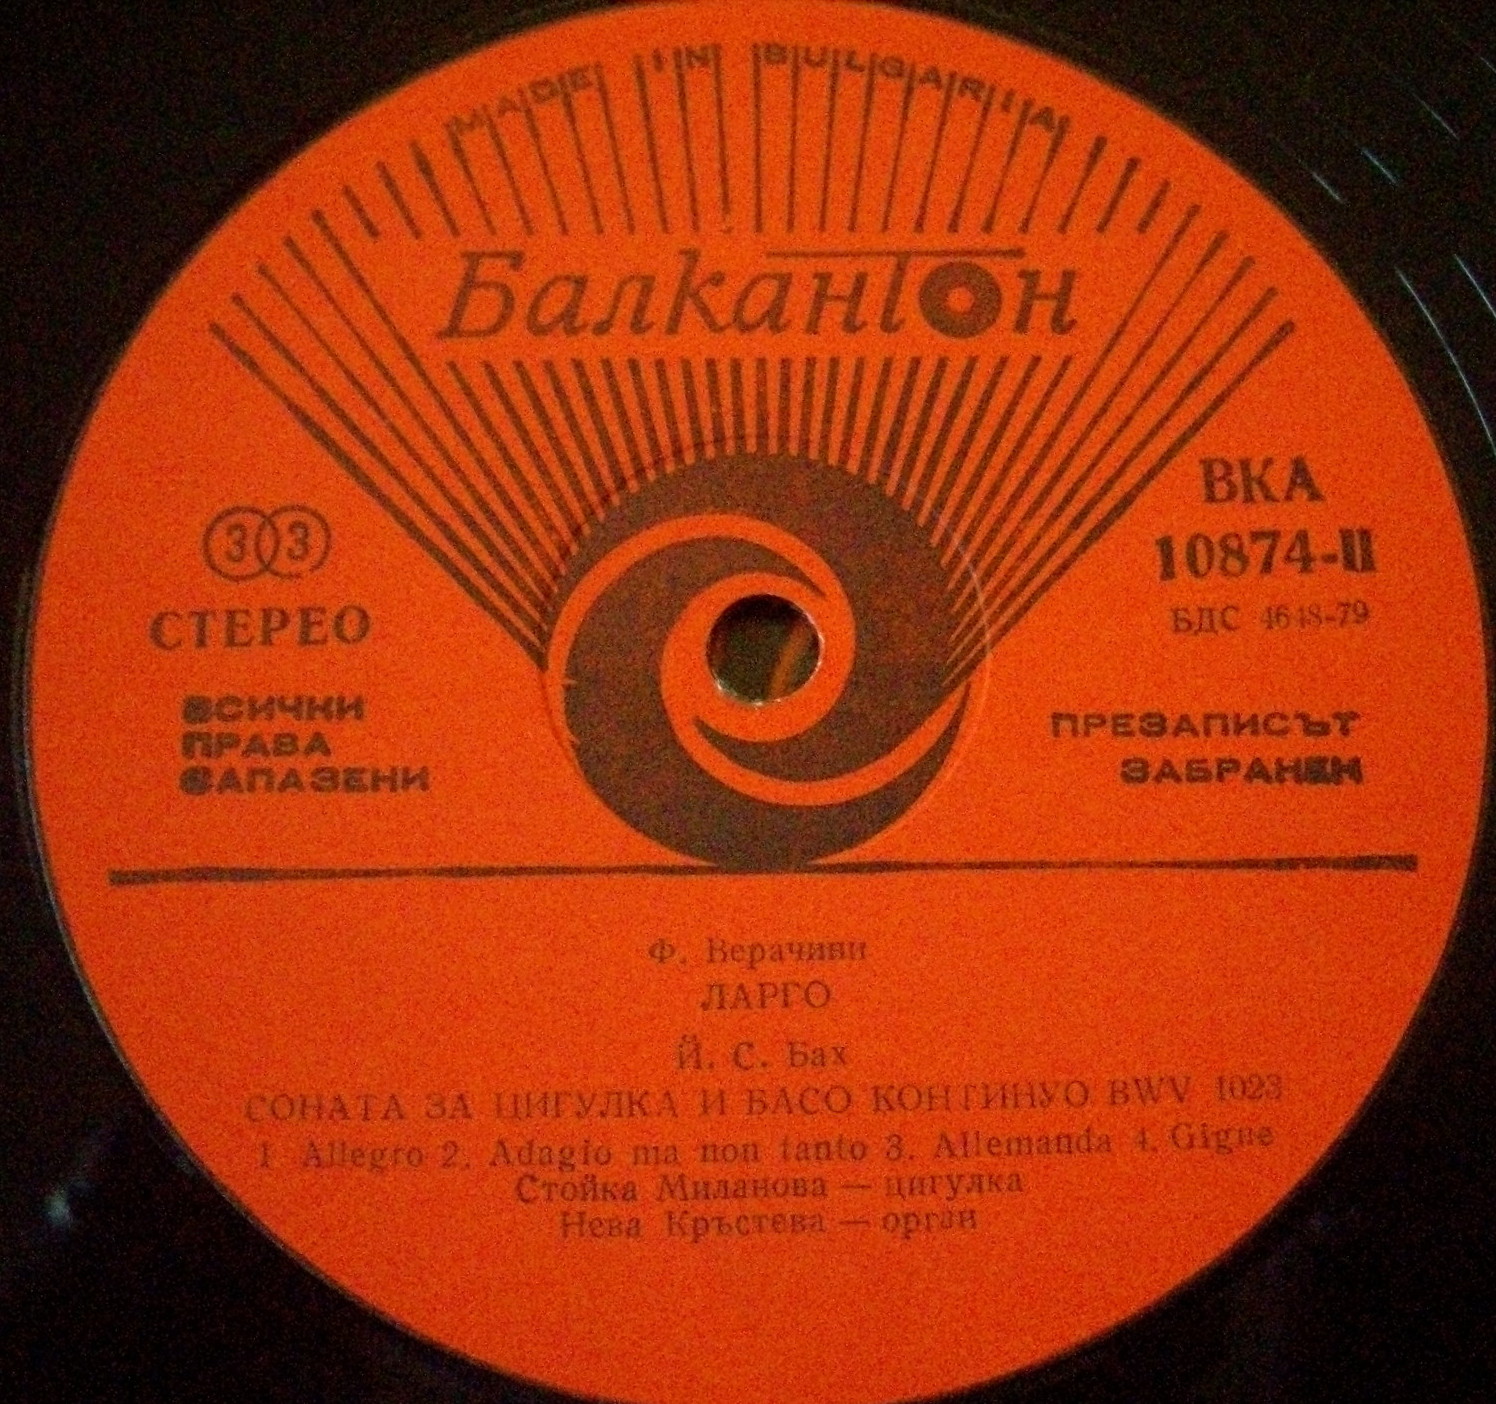 MADE IN BULGARIA
Балкантон
33
СТЕРЕО
ВСИЧКИ
ПРАВА
ЗАПАЗЕНИ
ВКА
10874-II
БДС 4648-79
ПРЕЗАПИСЪТ
ЗАБРАНЕН
Ф. Верачини
ЛАРГО
Й. С. Бах
СОНАТА ЗА ЦИГУЛКА И БАСО КОНТИНУО BWV 1023
1 Allegro 2. Adagio ma non tanto 3. Allemanda 4. Gigue
Стойка Миланова — цигулка
Нева Кръстева — орган